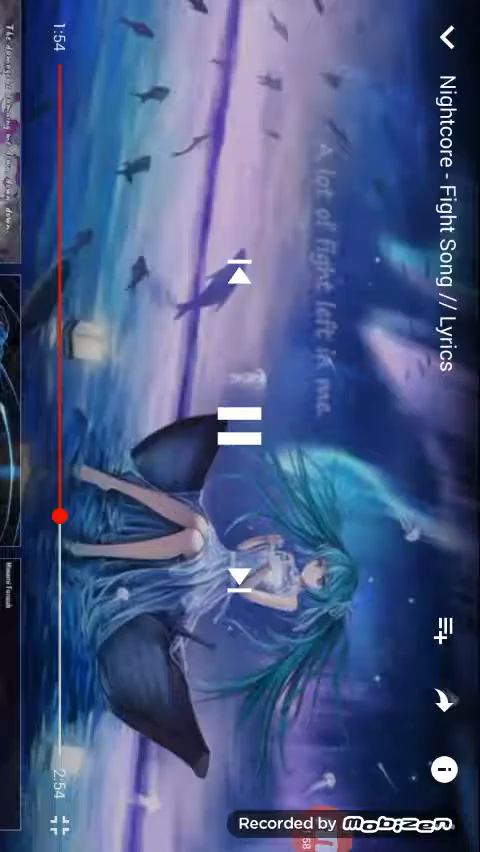 Nightcore - Fight Song // Lyrics
A lot of fight left in me.
1:54
2:54
Recorded by mobizen